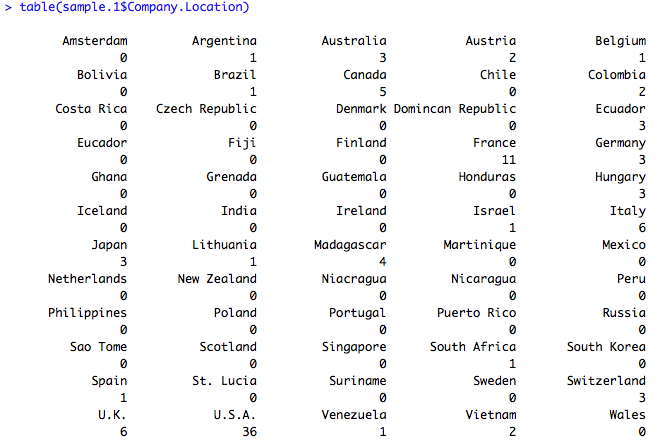 > table(sample.1$Company.Location)
Amsterdam Argentina Australia Austria Belgium
0 1 3 2 1
Bolivia Brazil Canada Chile Colombia
0 1 5 0 2
Costa Rica Czech Republic Denmark Domincan Republic Ecuador
0 0 0 0 3
Eucador Fiji Finland France Germany
0 0 0 11 3
Ghana Grenada Guatemala Honduras Hungary
0 0 0 0 3
Iceland India Ireland Israel Italy
0 0 0 1 6
Japan Lithuania Madagascar Martinique Mexico
3 1 4 0 0
Netherlands New Zealand Niacragua Nicaragua Peru
0 0 0 0 0
Philippines Poland Portugal Puerto Rico Russia
0 0 0 0 0
Sao Tome Scotland Singapore South Africa South Korea
0 0 0 1 0
Spain St. Lucia Suriname Sweden Switzerland
1 0 0 0 3
U.K. U.S.A. Venezuela Vietnam Wales
6 36 1 2 0